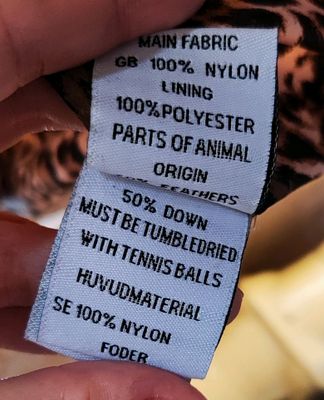 MAIN FABRIC
GB 100% NYLON
LINING
100% POLYESTER
PARTS OF ANIMAL
ORIGIN
FEATHERS
50% DOWN
MUST BE TUMBLEDRIED
WITH TENNIS BALLS
HUVUDMATERIAL
SE 100% NYLON
FODER